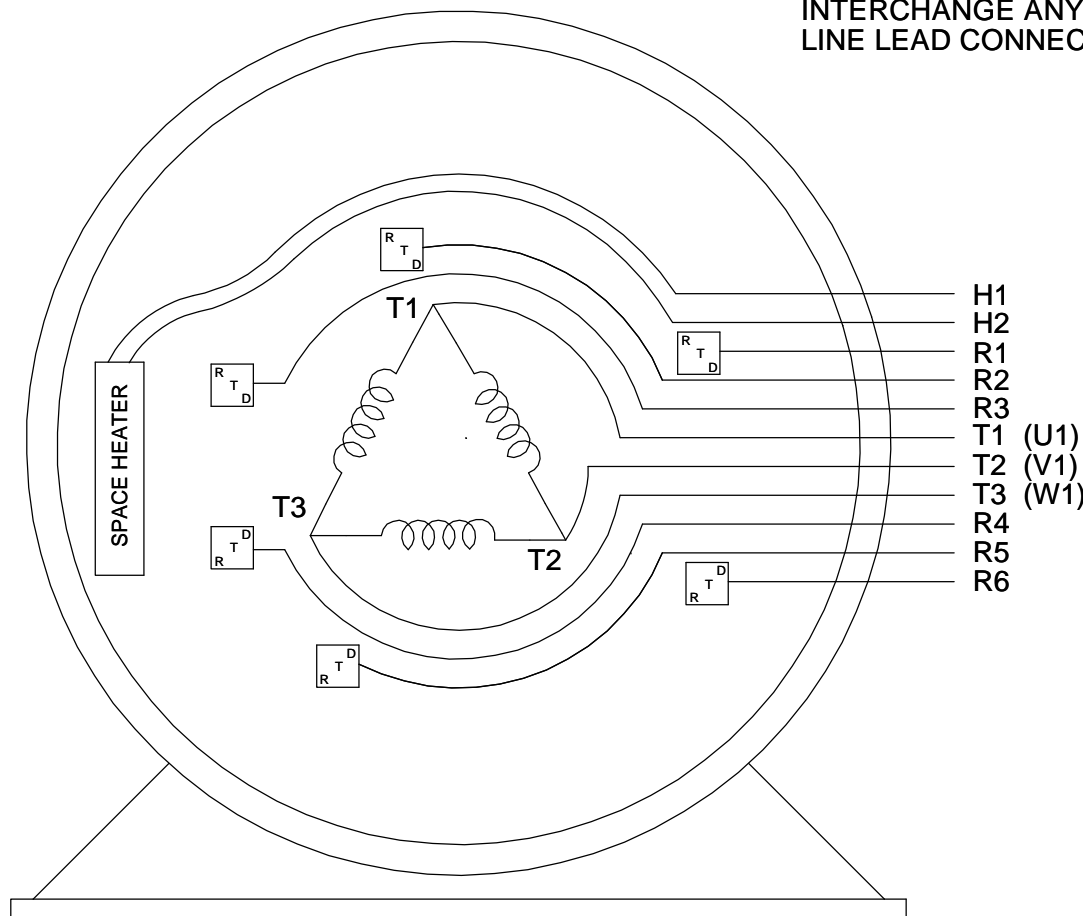 INTERCHANGE ANY
LINE LEAD
RTD
T1
RTD
RTD
SPACE HEATER
T3
T2
RTD
RTD
RTD
H1
H2
R1
R2
R3
T1 (U1)
T2 (V1)
T3 (W1)
R4
R5
R6